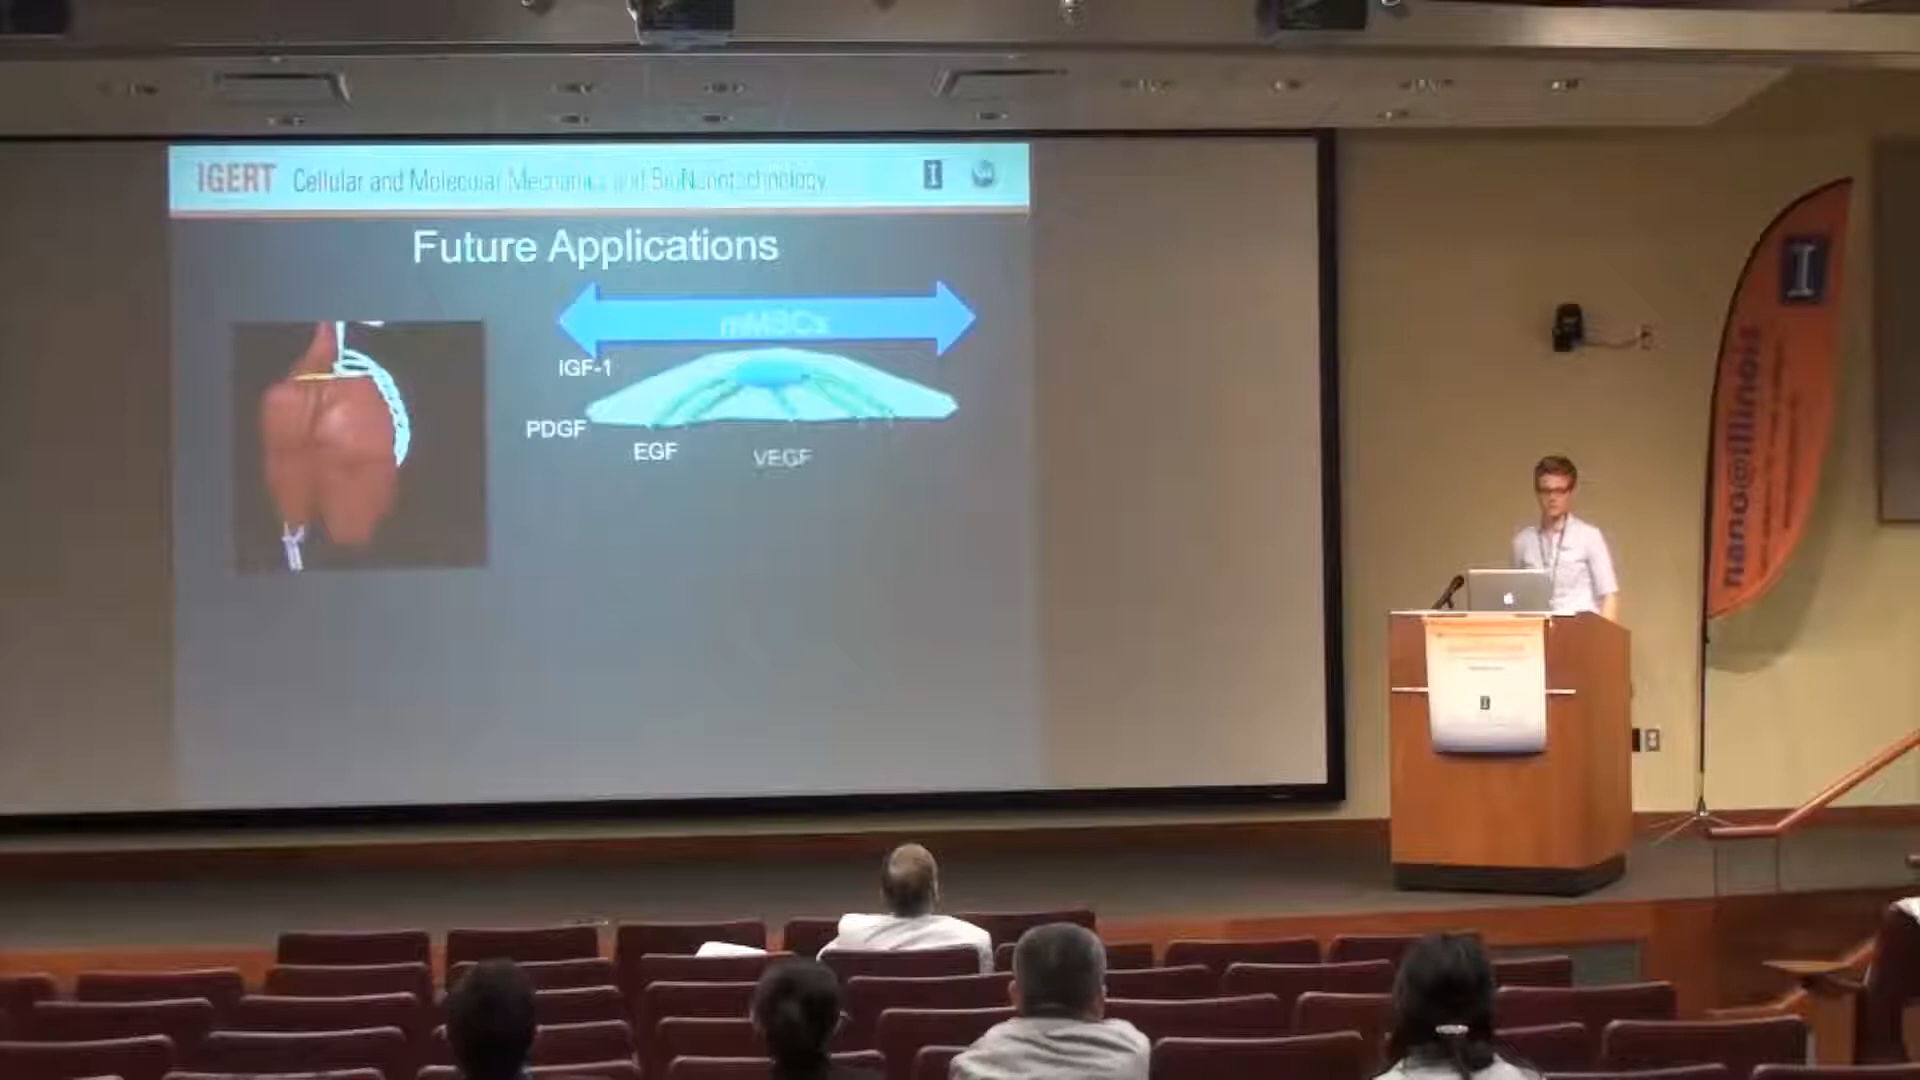 IGERT Cellular and Molecular Mechanics and BioNanotechnology
Future Applications
mMSCs
IGF-1
PDGF
EGF
VEGF
I
nano@illinois